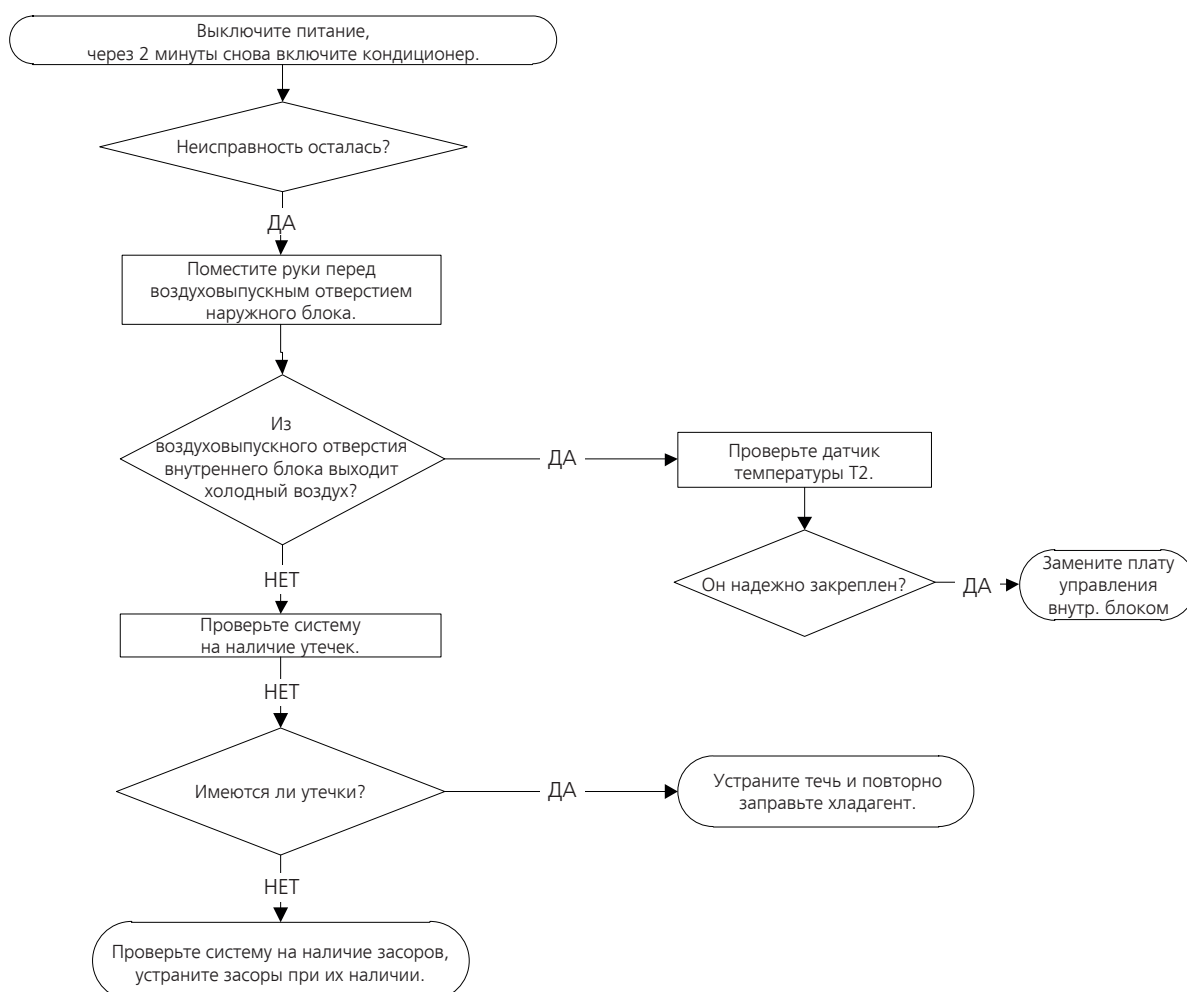 Выключите питание,
через 2 минуты снова включите кондиционер.
Неисправность осталась?
ДА
Поместите руки перед
воздуховыпускным отверстием
наружного блока.
Из
воздуховыпускного отверстия
внутреннего блока выходит
холодный воздух?
ДА
Проверьте датчик
температуры T2.
Он надежно закреплен?
ДА
Замените плату
управления
внутр. блоком
НЕТ
Проверьте систему
на наличие утечек.
НЕТ
Имеются ли утечки?
ДА
Устраните течь и повторно
заправьте хладагент.
НЕТ
Проверьте систему на наличие засоров,
устраните засоры при их наличии.